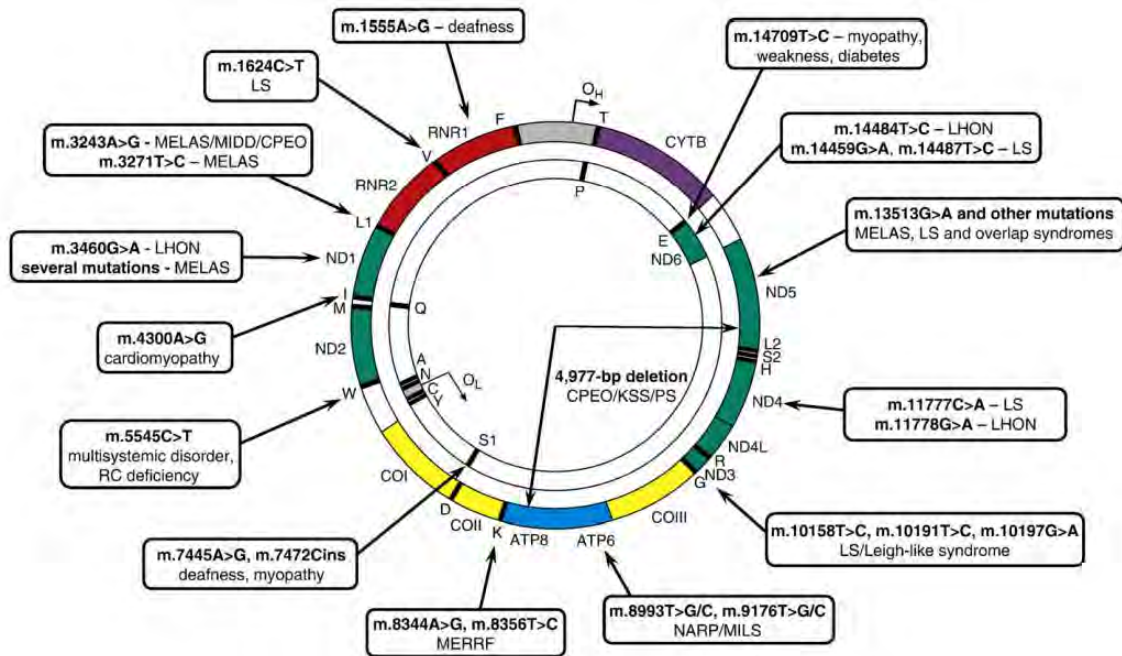 m.1555A>G – deafness
m.14709T>C – myopathy,
weakness, diabetes
m.1624C>T
LS
m.3243A>G - MELAS/MIDD/CPEO
m.3271T>C – MELAS
m.14484T>C – LHON
m.14459G>A, m.14487T>C – LS
m.3460G>A - LHON
several mutations - MELAS
m.13513G>A and other mutations
MELAS, LS and overlap syndromes
m.4300A>G
cardiomyopathy
4,977-bp deletion
CPEO/KSS/PS
m.11777C>A – LS
m.11778G>A – LHON
m.5545C>T
multisystemic disorder,
RC deficiency
m.10158T>C, m.10191T>C, m.10197G>A
LS/Leigh-like syndrome
m.7445A>G, m.7472Cins
deafness, myopathy
m.8344A>G, m.8356T>C
MERRF
m.8993T>G/C, m.9176T>G/C
NARP/MILS
OH
F
T
RNR1
CYTB
V
P
RNR2
L1
E
ND6
ND1
ND5
I
M
Q
ND2
L2
S2
H
A
N
C
Y
OL
W
ND4
S1
ND4L
R
ND3
G
COI
D
COII
K
ATP8
ATP6
COIII